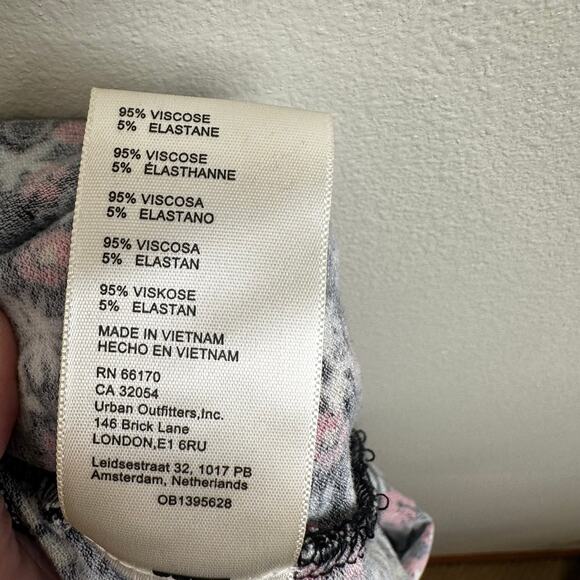 95% VISCOSE
5% ELASTANE
95% VISCOSE
5% ÉLASTHANNE
95% VISCOSA
5% ELASTANO
95% VISCOSA
5% ELASTAN
95% VISKOSE
5% ELASTAN
MADE IN VIETNAM
HECHO EN VIETNAM
RN 66170
CA 32054
Urban Outfitters,Inc.
146 Brick Lane
LONDON,E1 6RU
Leidsestraat 32, 1017 PB
Amsterdam, Netherlands
OB1395628